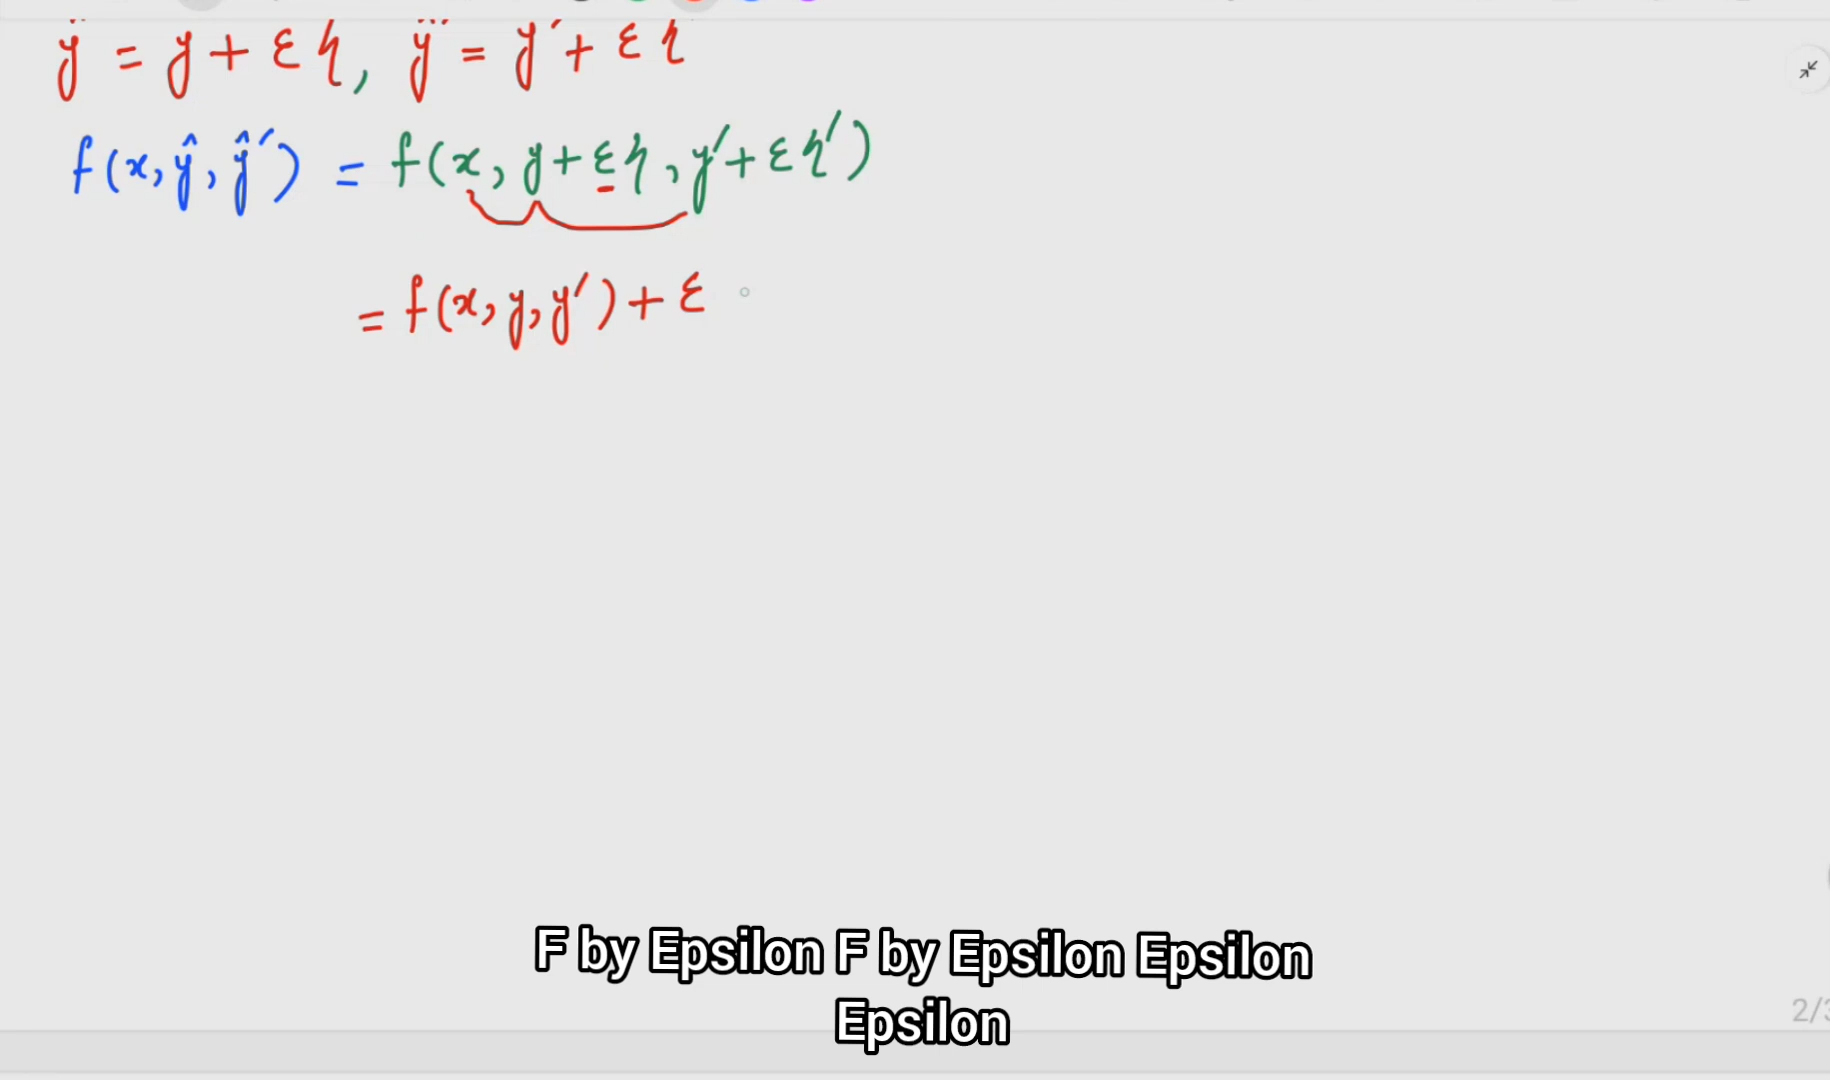 ŷ = y + εη, ŷ' = y' + εη'
f(x, ŷ, ŷ') = f(x, y + εη, y' + εη')
= f(x, y, y') + ε
F by Epsilon F by Epsilon Epsilon
Epsilon
2/3